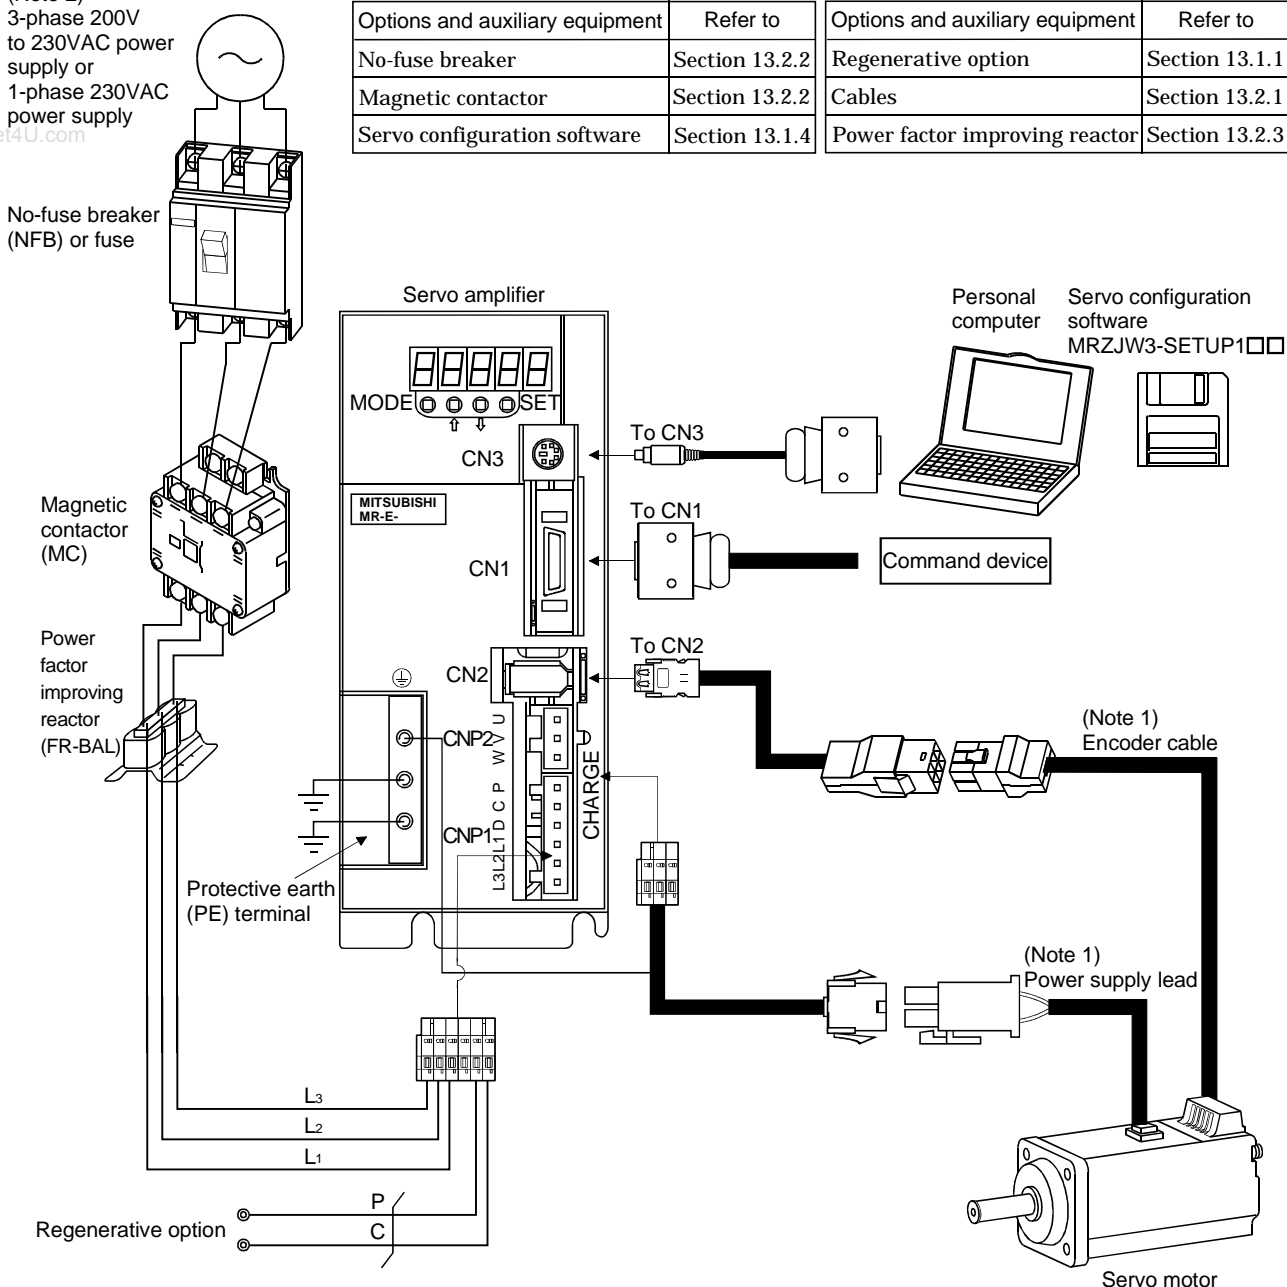 (Note 2)
3-phase 200V
to 230VAC power
supply or
1-phase 230VAC
power supply
et4U.com
Options and auxiliary equipment Refer to
No-fuse breaker Section 13.2.2
Magnetic contactor Section 13.2.2
Servo configuration software Section 13.1.4
Options and auxiliary equipment Refer to
Regenerative option Section 13.1.1
Cables Section 13.2.1
Power factor improving reactor Section 13.2.3
No-fuse breaker
(NFB) or fuse
Servo amplifier
Personal
computer
Servo configuration
software
MRZJW3-SETUP1□□
MODE
SET
CN3
To CN3
MITSUBISHI
MR-E-
Magnetic
contactor
(MC)
To CN1
CN1
Command device
Power
factor
improving
reactor
(FR-BAL)
To CN2
CN2
(Note 1)
Encoder cable
CNP2
W V U
CHARGE
CNP1
L3L2L1D C P
Protective earth
(PE) terminal
(Note 1)
Power supply lead
L3
L2
L1
P
C
Regenerative option
Servo motor